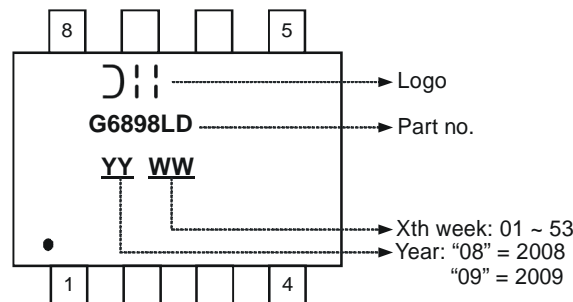 8 5
Logo
G6898LD Part no.
YY WW
Xth week: 01 ~ 53
Year: “08” = 2008
“09” = 2009
1 4